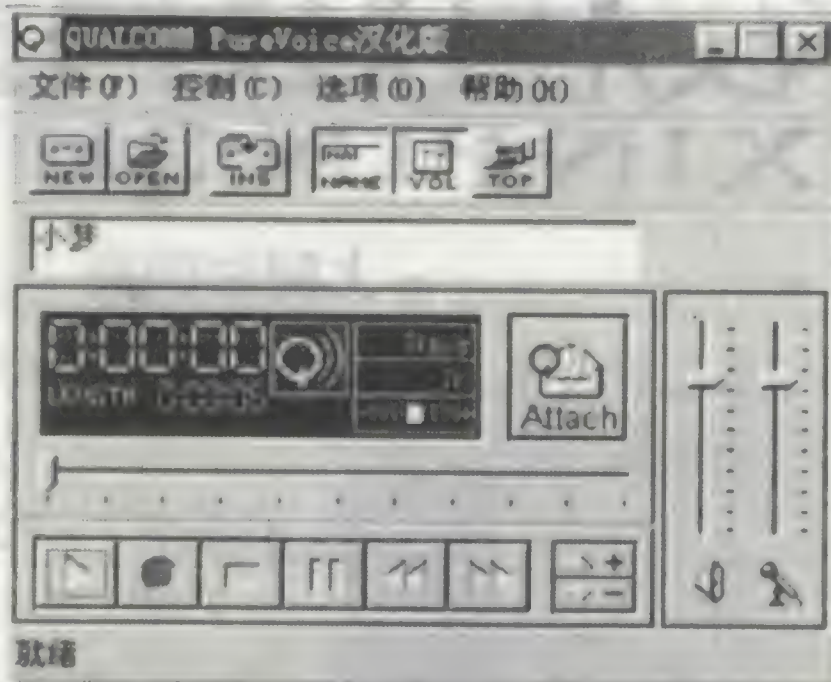 QUALCOMM PureVoice汉化版
文件(F) 控制(C) 选项(O) 帮助(H)
NEW OPEN INS NAME VOL TOP
小梦
0:00:00
LENGTH
Attach
就绪